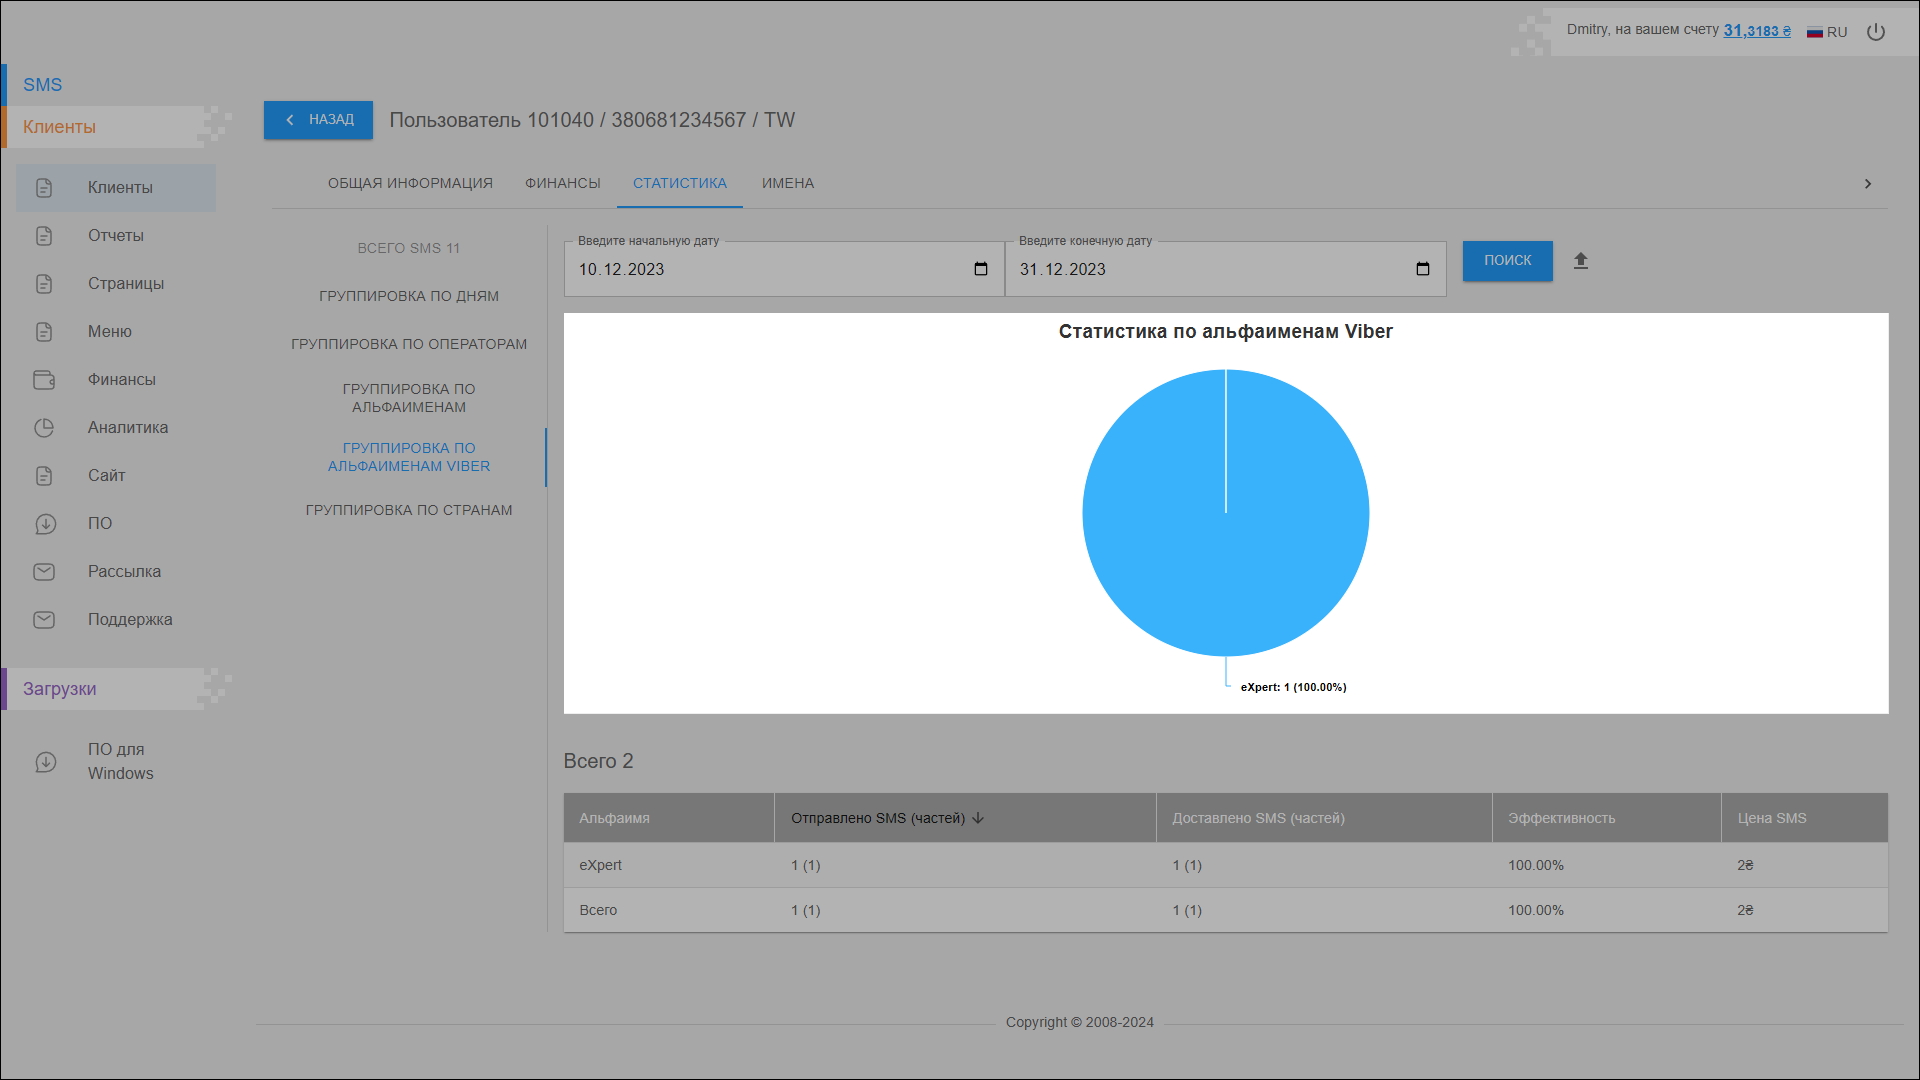 Dmitry, на вашем счету 31,3183 ₴
RU
SMS
Клиенты
Клиенты
Отчеты
Страницы
Меню
Финансы
Аналитика
Сайт
ПО
Рассылка
Поддержка
Загрузки
ПО для
Windows
НАЗАД
Пользователь 101040 / 380681234567 / TW
ОБЩАЯ ИНФОРМАЦИЯ ФИНАНСЫ СТАТИСТИКА ИМЕНА
ВСЕГО SMS 11
ГРУППИРОВКА ПО ДНЯМ
ГРУППИРОВКА ПО ОПЕРАТОРАМ
ГРУППИРОВКА ПО
АЛЬФАИМЕНАМ
ГРУППИРОВКА ПО
АЛЬФАИМЕНАМ VIBER
ГРУППИРОВКА ПО СТРАНАМ
Введите начальную дату
10.12.2023
Введите конечную дату
31.12.2023
ПОИСК
Статистика по альфаименам Viber
eXpert: 1 (100.00%)
Всего 2
Альфаимя Отправлено SMS (частей) Доставлено SMS (частей) Эффективность Цена SMS
eXpert 1 (1) 1 (1) 100.00% 2₴
Всего 1 (1) 1 (1) 100.00% 2₴
Copyright © 2008-2024